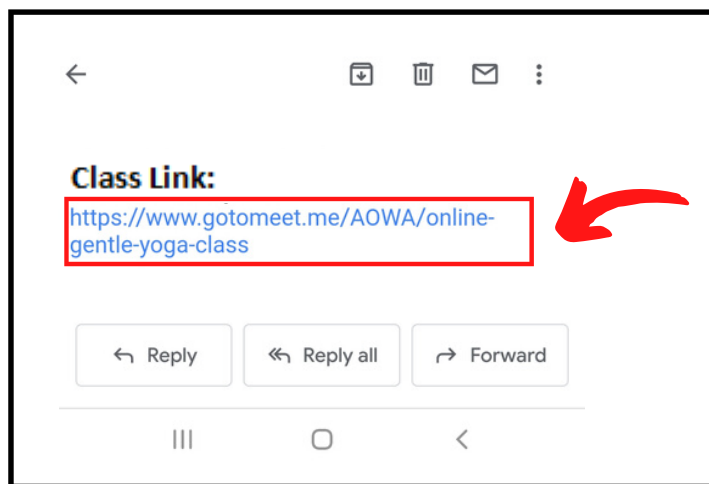 Class Link:
https://www.gotomeet.me/AOWA/online-
gentle-yoga-class
Reply
Reply all
Forward